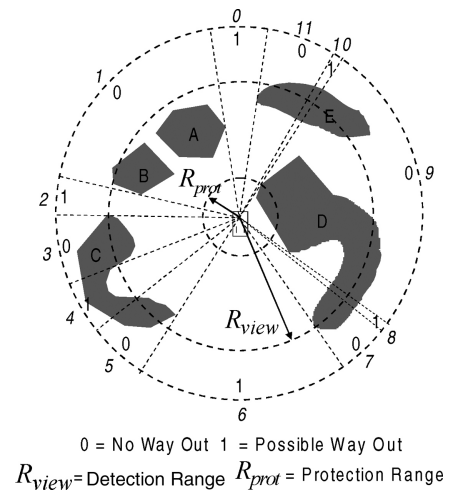 0
1
11
0
10
1
1
0
A
E
B
0
9
R_prot
2
1
D
3
0
C
4
1
R_view
1
8
0
7
5
0
1
6
0 = No Way Out 1 = Possible Way Out
R_view = Detection Range R_prot = Protection Range